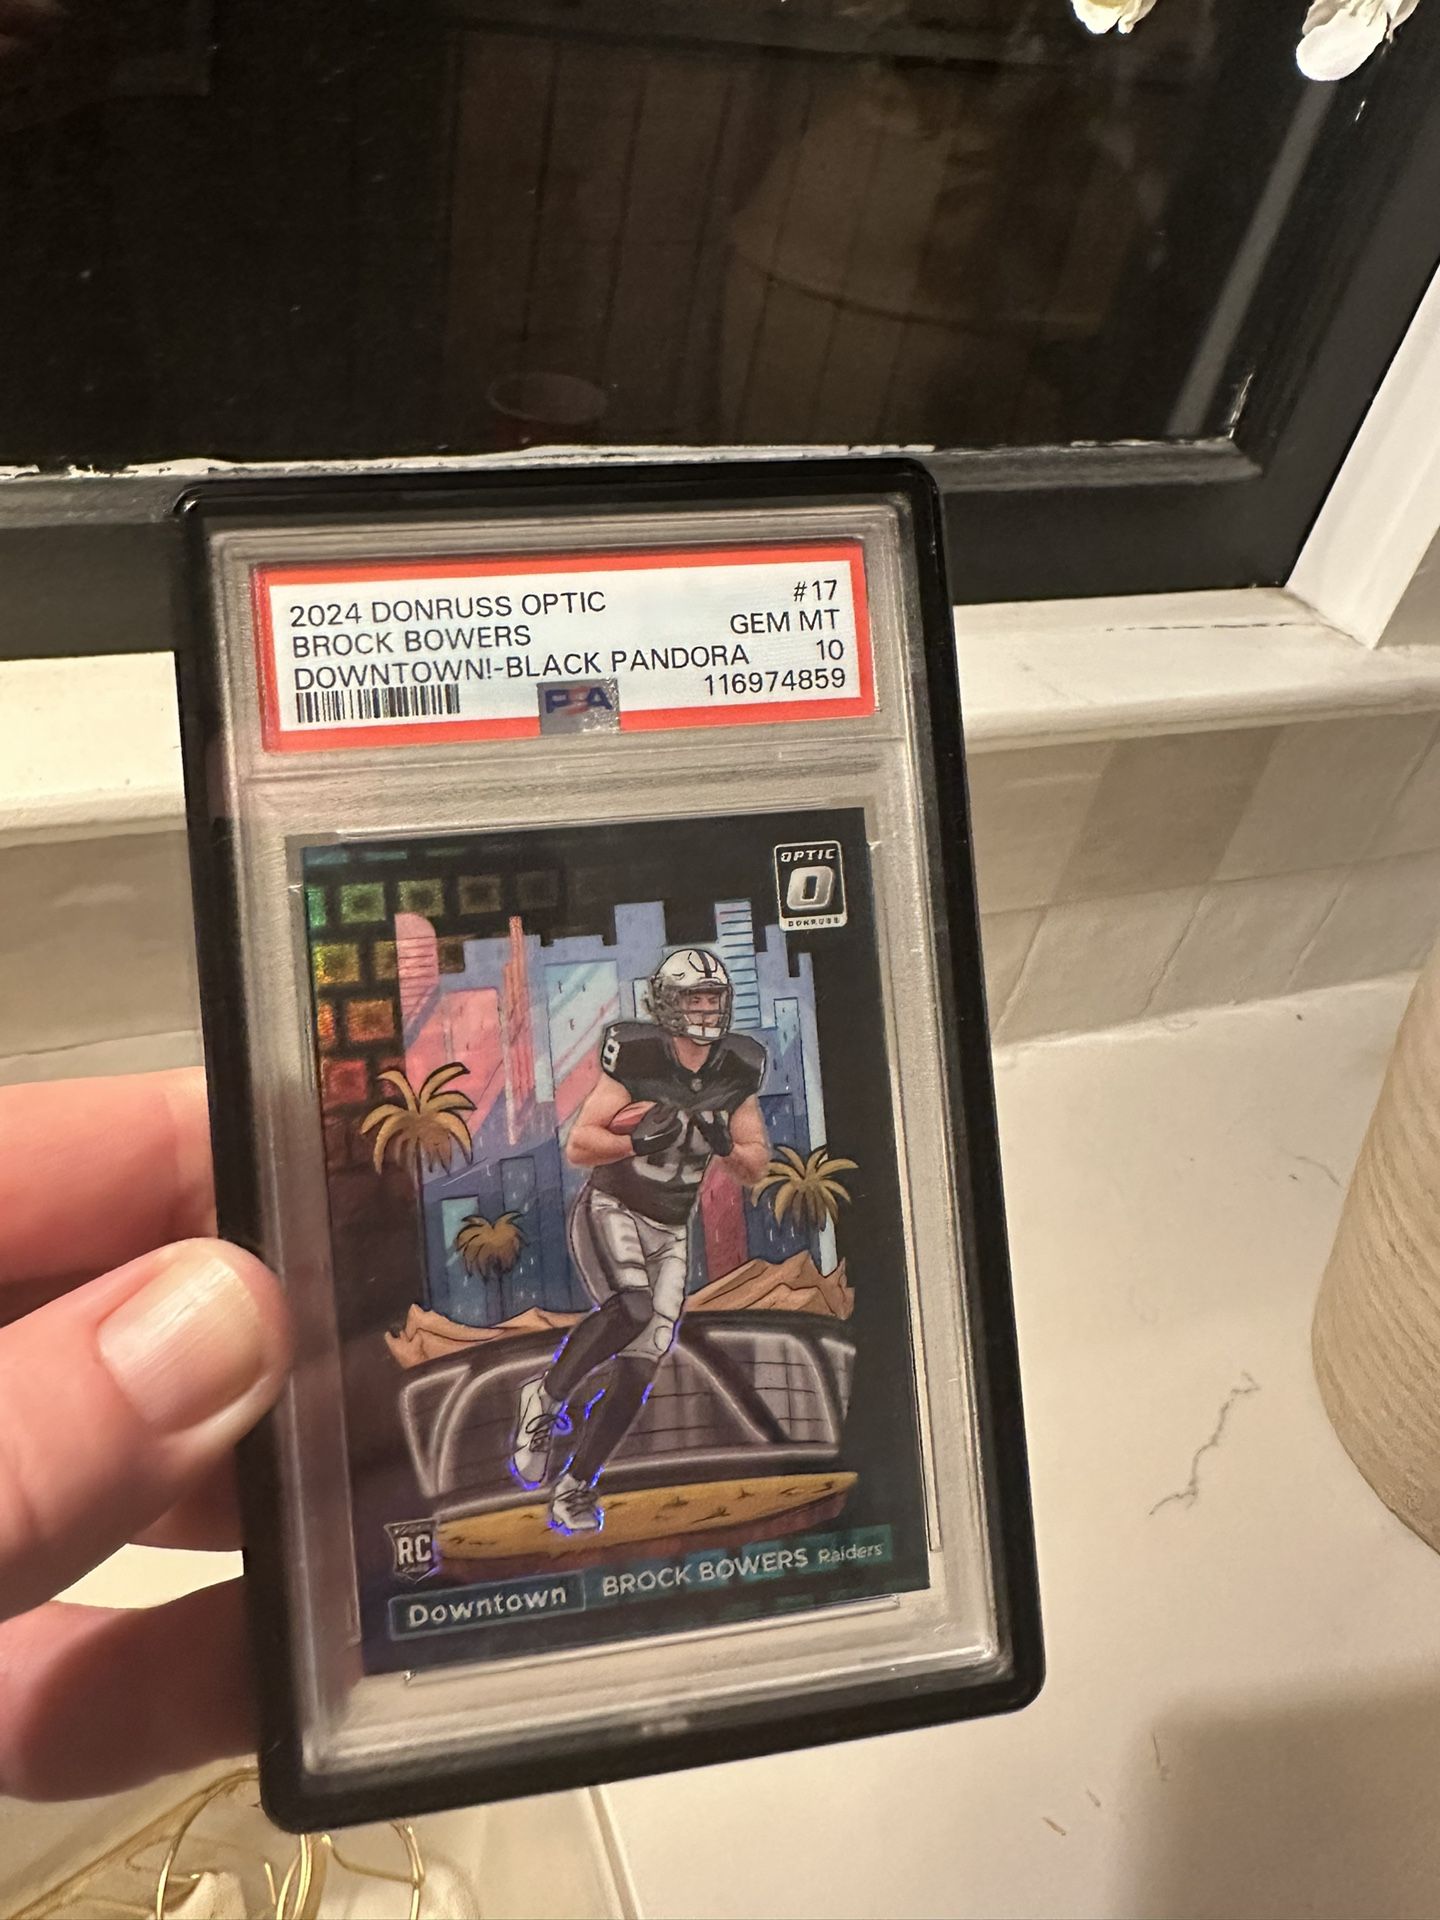 2024 DONRUSS OPTIC #17
BROCK BOWERS GEM MT
DOWNTOWN!-BLACK PANDORA 10
116974859
PSA
OPTIC
O
DONRUSS
RC
Downtown BROCK BOWERS Raiders